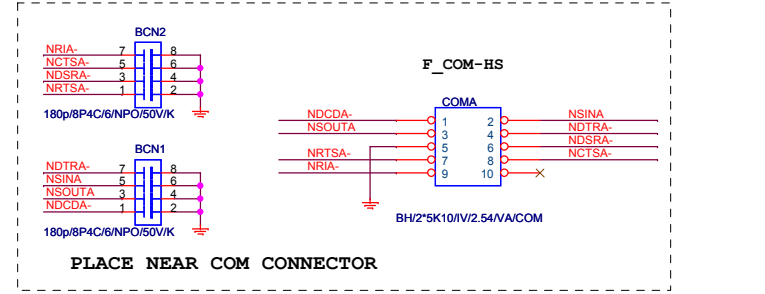 BCN2
NRIA- 7 8
NCTSA- 5 6
NDSRA- 3 4
NRTSA- 1 2
180p/8P4C/6/NPO/50V/K
F_COM-HS
COMA
NDCDA- 1 2 NSINA
NSOUTA 3 4 NDTRA-
5 6 NDSRA-
NRTSA- 7 8 NCTSA-
NRIA- 9 10
BH/2*5K10/IV/2.54/VA/COM
BCN1
NDTRA- 7 8
NSINA 5 6
NSOUTA 3 4
NDCDA- 1 2
180p/8P4C/6/NPO/50V/K
PLACE NEAR COM CONNECTOR